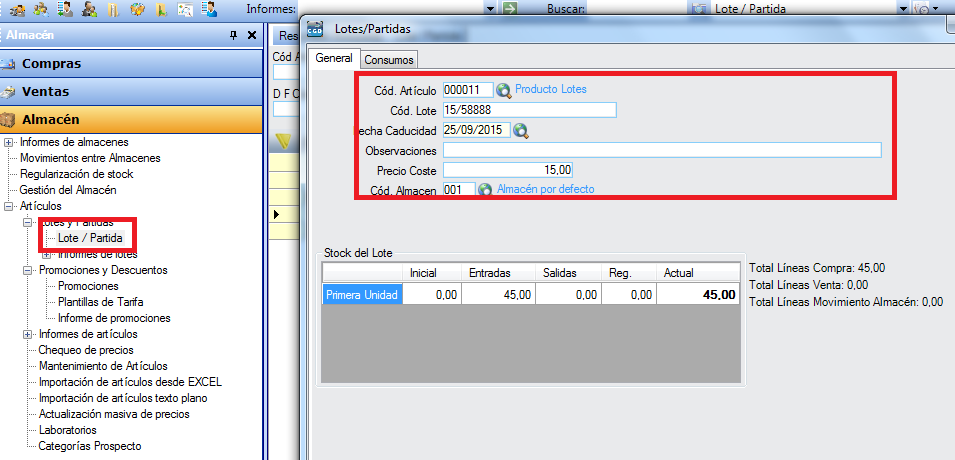 Informes:
Buscar:
Lote / Partida
Almacén
Compras
Ventas
Almacén
Informes de almacenes
Movimientos entre Almacenes
Regularización de stock
Gestión del Almacén
Artículos
Lotes y Partidas
Lote / Partida
Informes de lotes
Promociones y Descuentos
Promociones
Plantillas de Tarifa
Informe de promociones
Informes de artículos
Chequeo de precios
Mantenimiento de Artículos
Importación de artículos desde EXCEL
Importación de artículos texto plano
Actualización masiva de precios
Laboratorios
Categorías Prospecto
Res
Cód A
D F C
CGD
Lotes/Partidas
General
Consumos
Cód. Artículo 000011 Producto Lotes
Cód. Lote 15/58888
Fecha Caducidad 25/09/2015
Observaciones
Precio Coste 15,00
Cód. Almacen 001 Almacén por defecto
Stock del Lote
Inicial Entradas Salidas Reg. Actual
Primera Unidad 0,00 45,00 0,00 0,00 45,00
Total Líneas Compra: 45,00
Total Líneas Venta: 0,00
Total Líneas Movimiento Almacén: 0,00